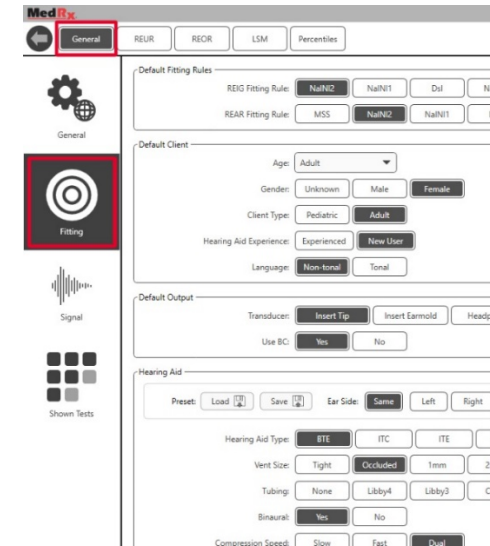 MedRx
General REUR REOR LSM Percentiles
General
Fitting
Signal
Shown Tests
Default Fitting Rules
REIG Fitting Rule: NalNl2 NalNl1 Dsl
REAR Fitting Rule: MSS NalNl2 NalNl1
Default Client
Age: Adult
Gender: Unknown Male Female
Client Type: Pediatric Adult
Hearing Aid Experience: Experienced New User
Language: Non-tonal Tonal
Default Output
Transducer: Insert Tip Insert Earmold
Use BC: Yes No
Hearing Aid
Preset: Load Save Ear Side: Same Left Right
Hearing Aid Type: BTE ITC ITE
Vent Size: Tight Occluded 1mm 2
Tubing: None Libby4 Libby3 C
Binaural: Yes No
Compression Speed: Slow Fast Dual